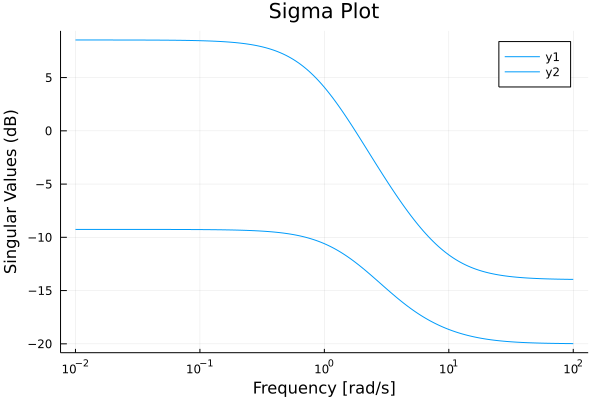 Sigma Plot
y1
y2
Singular Values (dB)
5
0
−5
−10
−15
−20
10⁻²
10⁻¹
10⁰
10¹
10²
Frequency [rad/s]